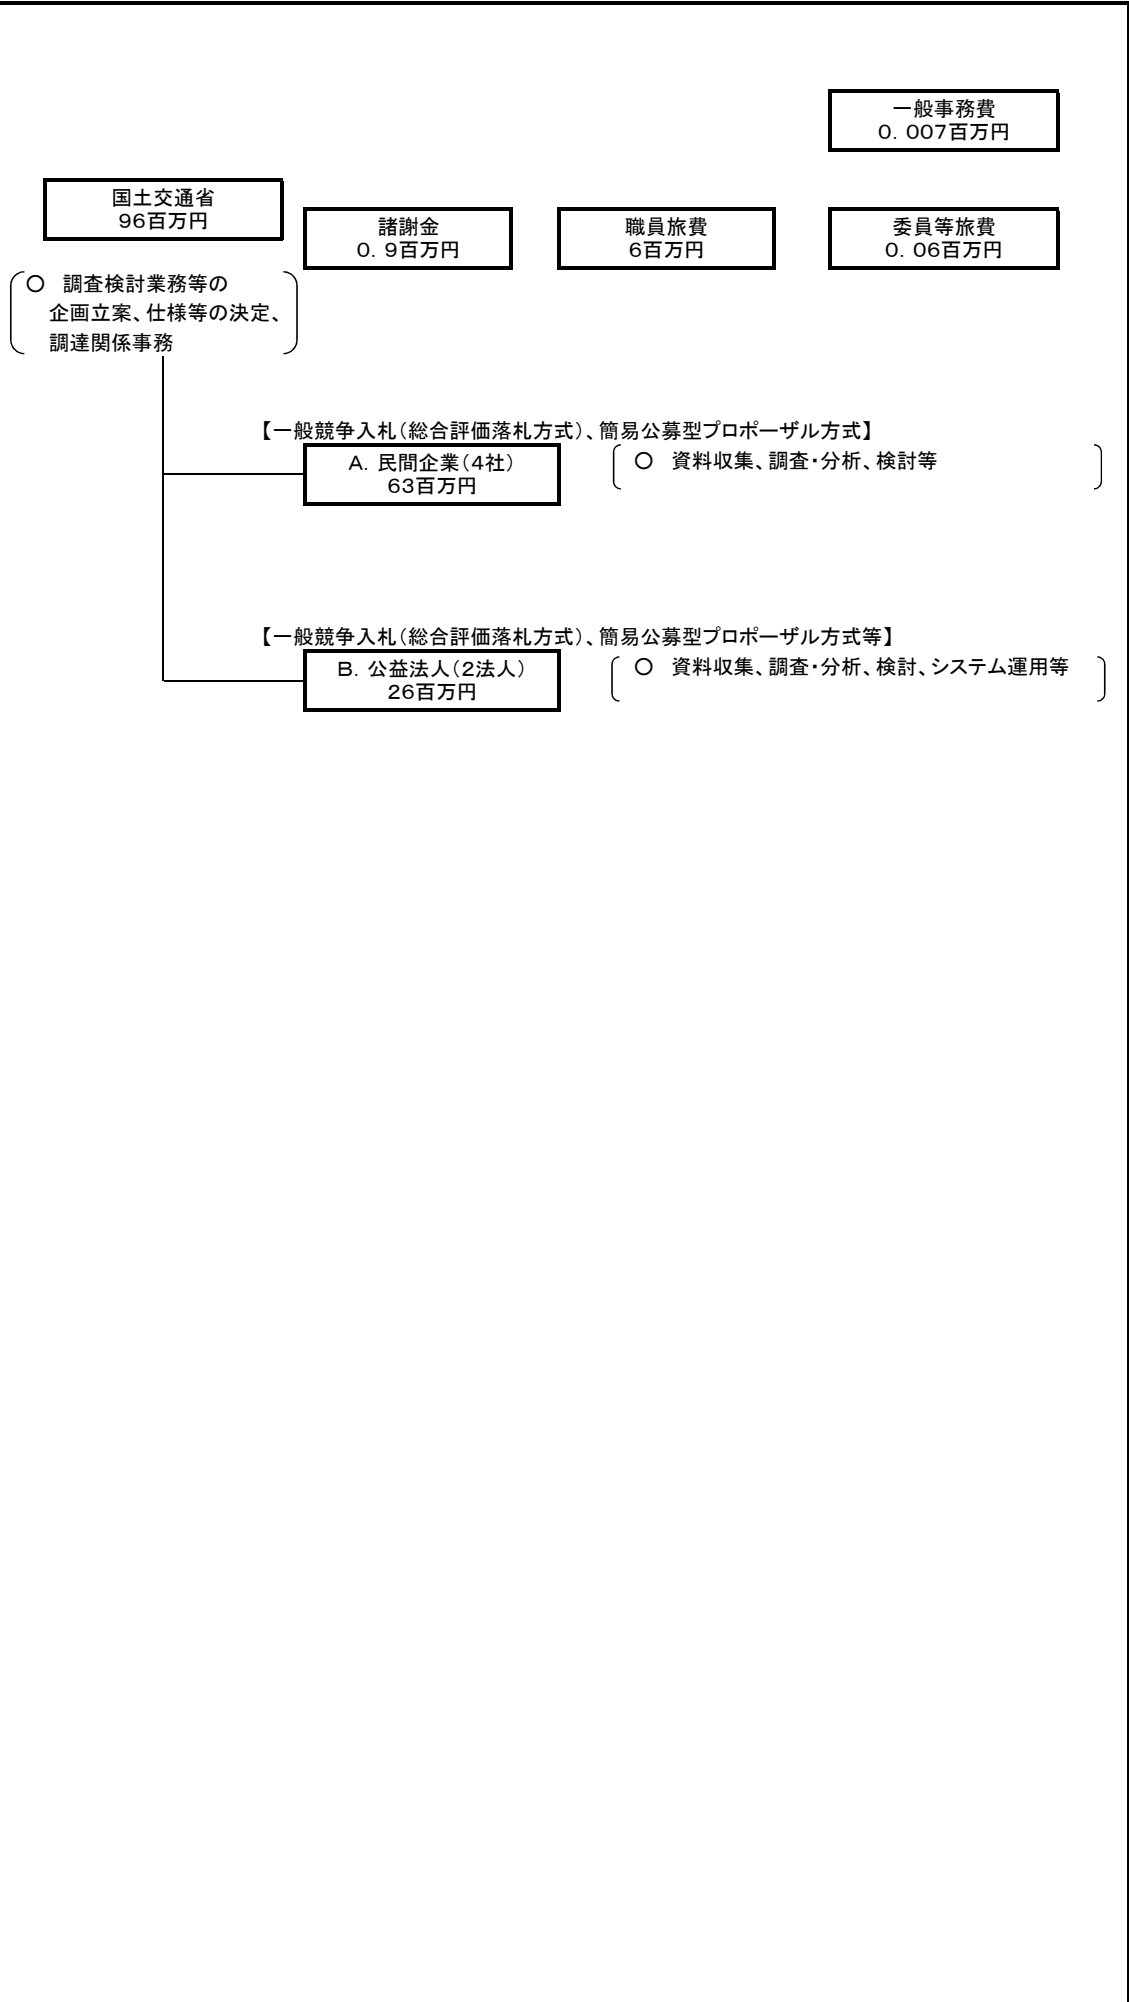 一般事務費
０．００７百万円
国土交通省
９６百万円
諸謝金
０．９百万円
職員旅費
６百万円
委員等旅費
０．０６百万円
○　調査検討業務等の
企画立案、仕様等の決定、
調達関係事務
【一般競争入札（総合評価落札方式）、簡易公募型プロポーザル方式】
Ａ．民間企業（４社）
６３百万円
○　資料収集、調査・分析、検討等
【一般競争入札（総合評価落札方式）、簡易公募型プロポーザル方式等】
Ｂ．公益法人（２法人）
２６百万円
○　資料収集、調査・分析、検討、システム運用等